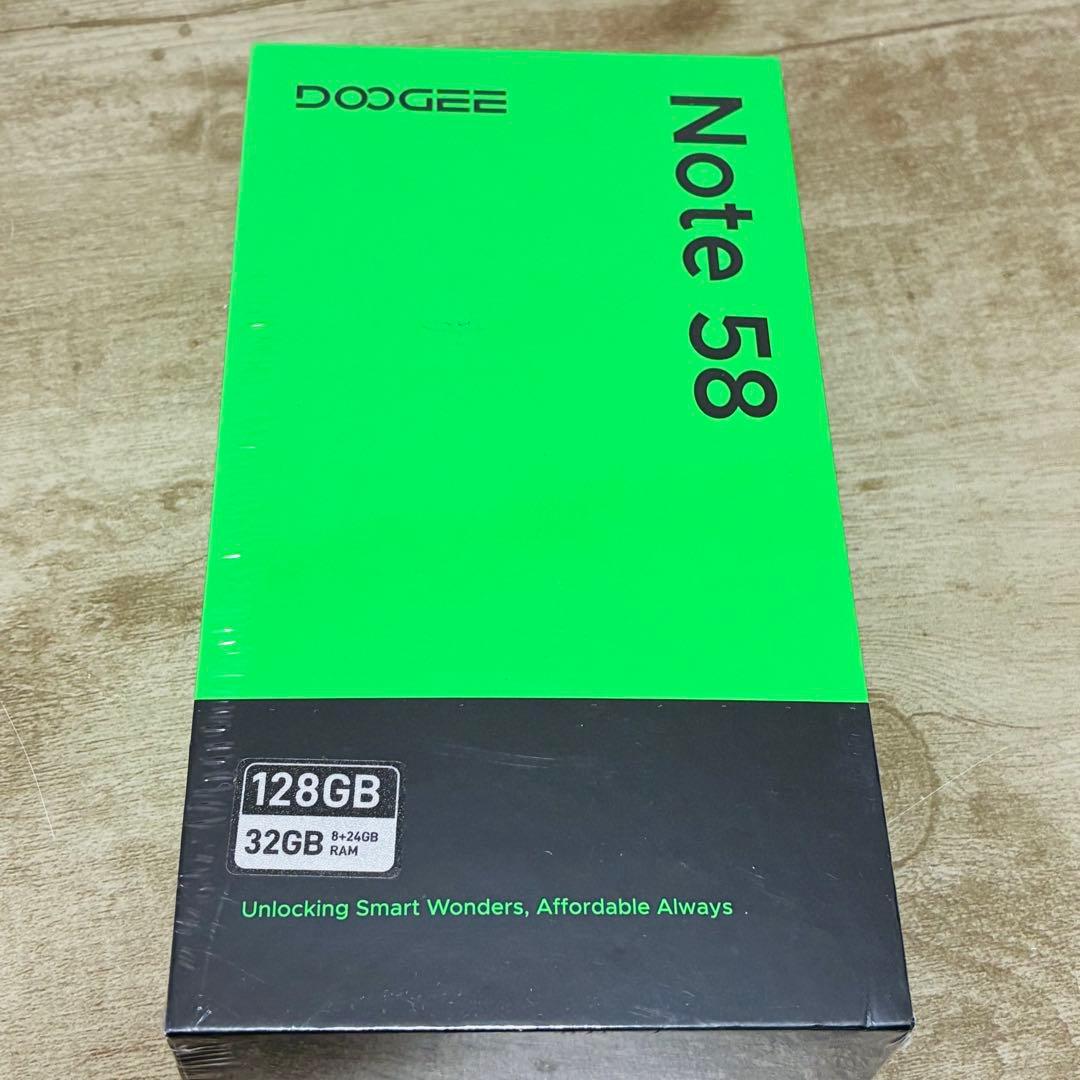 DOOGEE
Note 58
128GB
32GB 8+24GB RAM
Unlocking Smart Wonders, Affordable Always